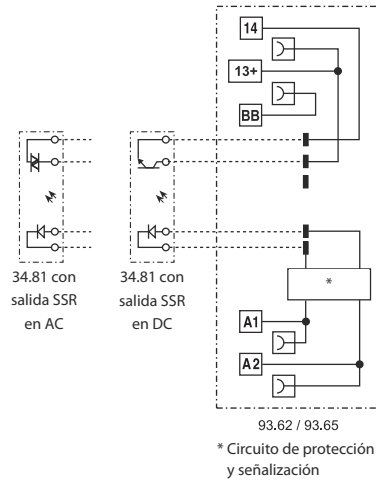 14
13+
BB
34.81 con
salida SSR
en AC
34.81 con
salida SSR
en DC
*
A1
A2
93.62 / 93.65
* Circuito de protección
y señalización